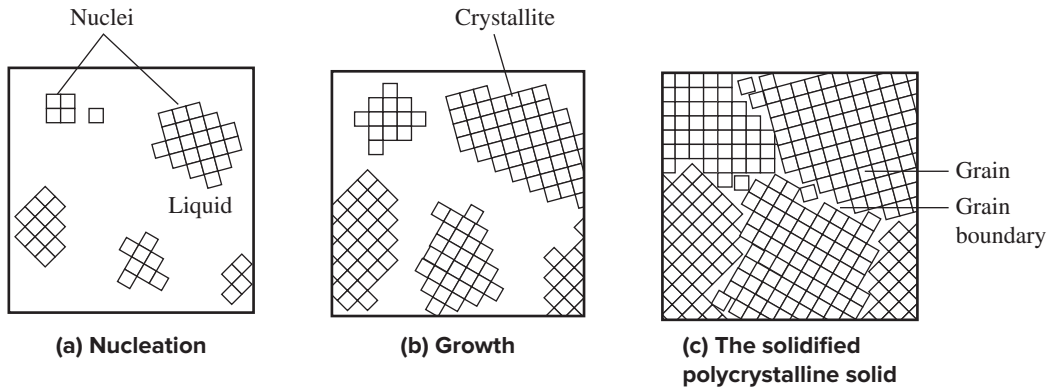 Nuclei
Crystallite
Liquid
Grain
Grain
boundary
(a) Nucleation
(b) Growth
(c) The solidified
polycrystalline solid